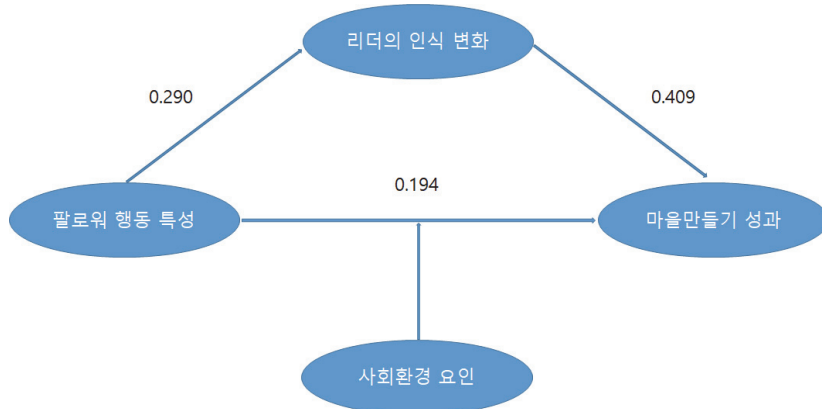 리더의 인식 변화
0.290
0.409
0.194
팔로워 행동 특성
마을만들기 성과
사회환경 요인